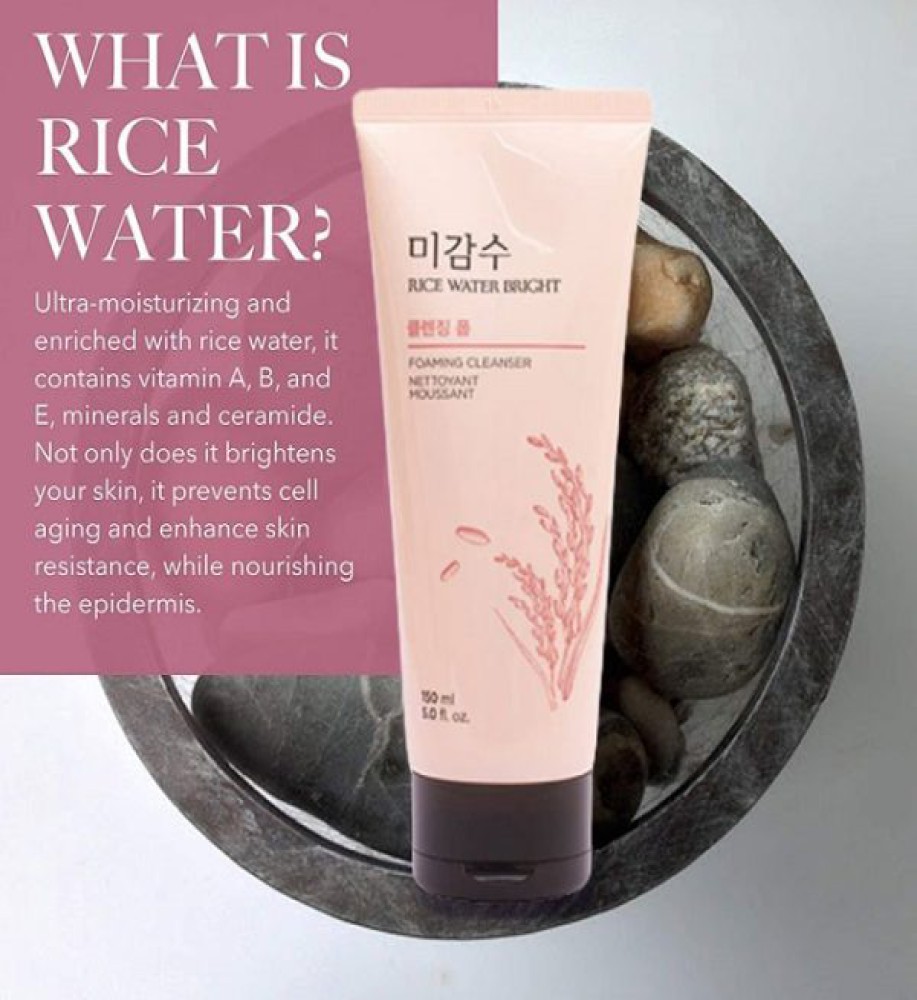 WHAT IS
RICE
WATER?
Ultra-moisturizing and
enriched with rice water, it
contains vitamin A, B, and
E, minerals and ceramide.
Not only does it brightens
your skin, it prevents cell
aging and enhance skin
resistance, while nourishing
the epidermis.
미감수
RICE WATER BRIGHT
클렌징 폼
FOAMING CLEANSER
NETTOYANT
MOUSSANT
150 ml
5.0 fl. oz.